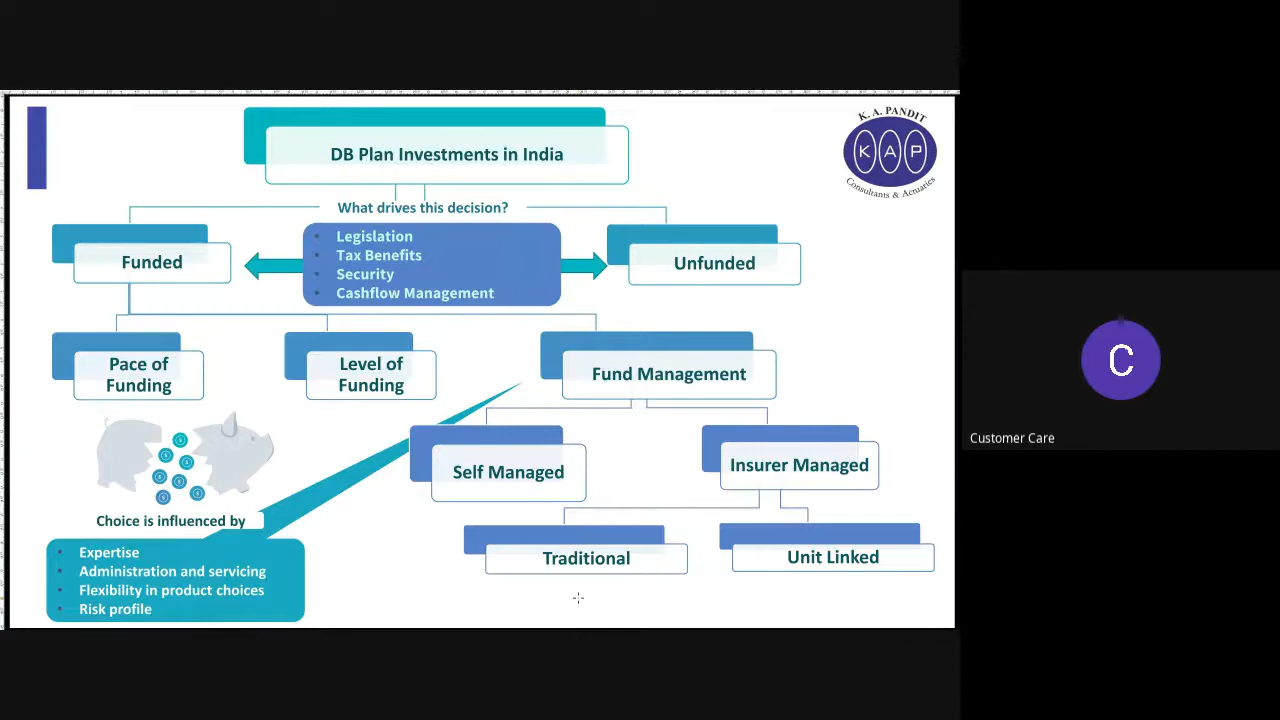 K. A. PANDIT
K A P
Consultants & Actuaries
DB Plan Investments in India
What drives this decision?
Funded
Legislation
Tax Benefits
Security
Cashflow Management
Unfunded
Pace of
Funding
Level of
Funding
Fund Management
Self Managed
Insurer Managed
Traditional
Unit Linked
Choice is influenced by
Expertise
Administration and servicing
Flexibility in product choices
Risk profile
C
Customer Care